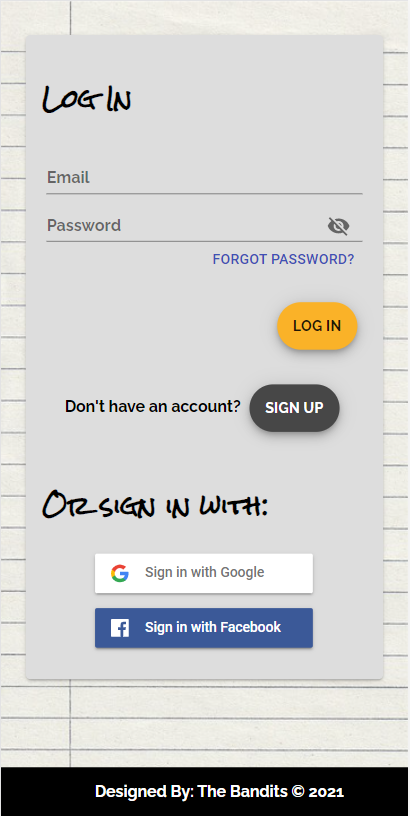 Log In
Email
Password
FORGOT PASSWORD?
LOG IN
Don't have an account? SIGN UP
Or sign in with:
Sign in with Google
Sign in with Facebook
Designed By: The Bandits © 2021